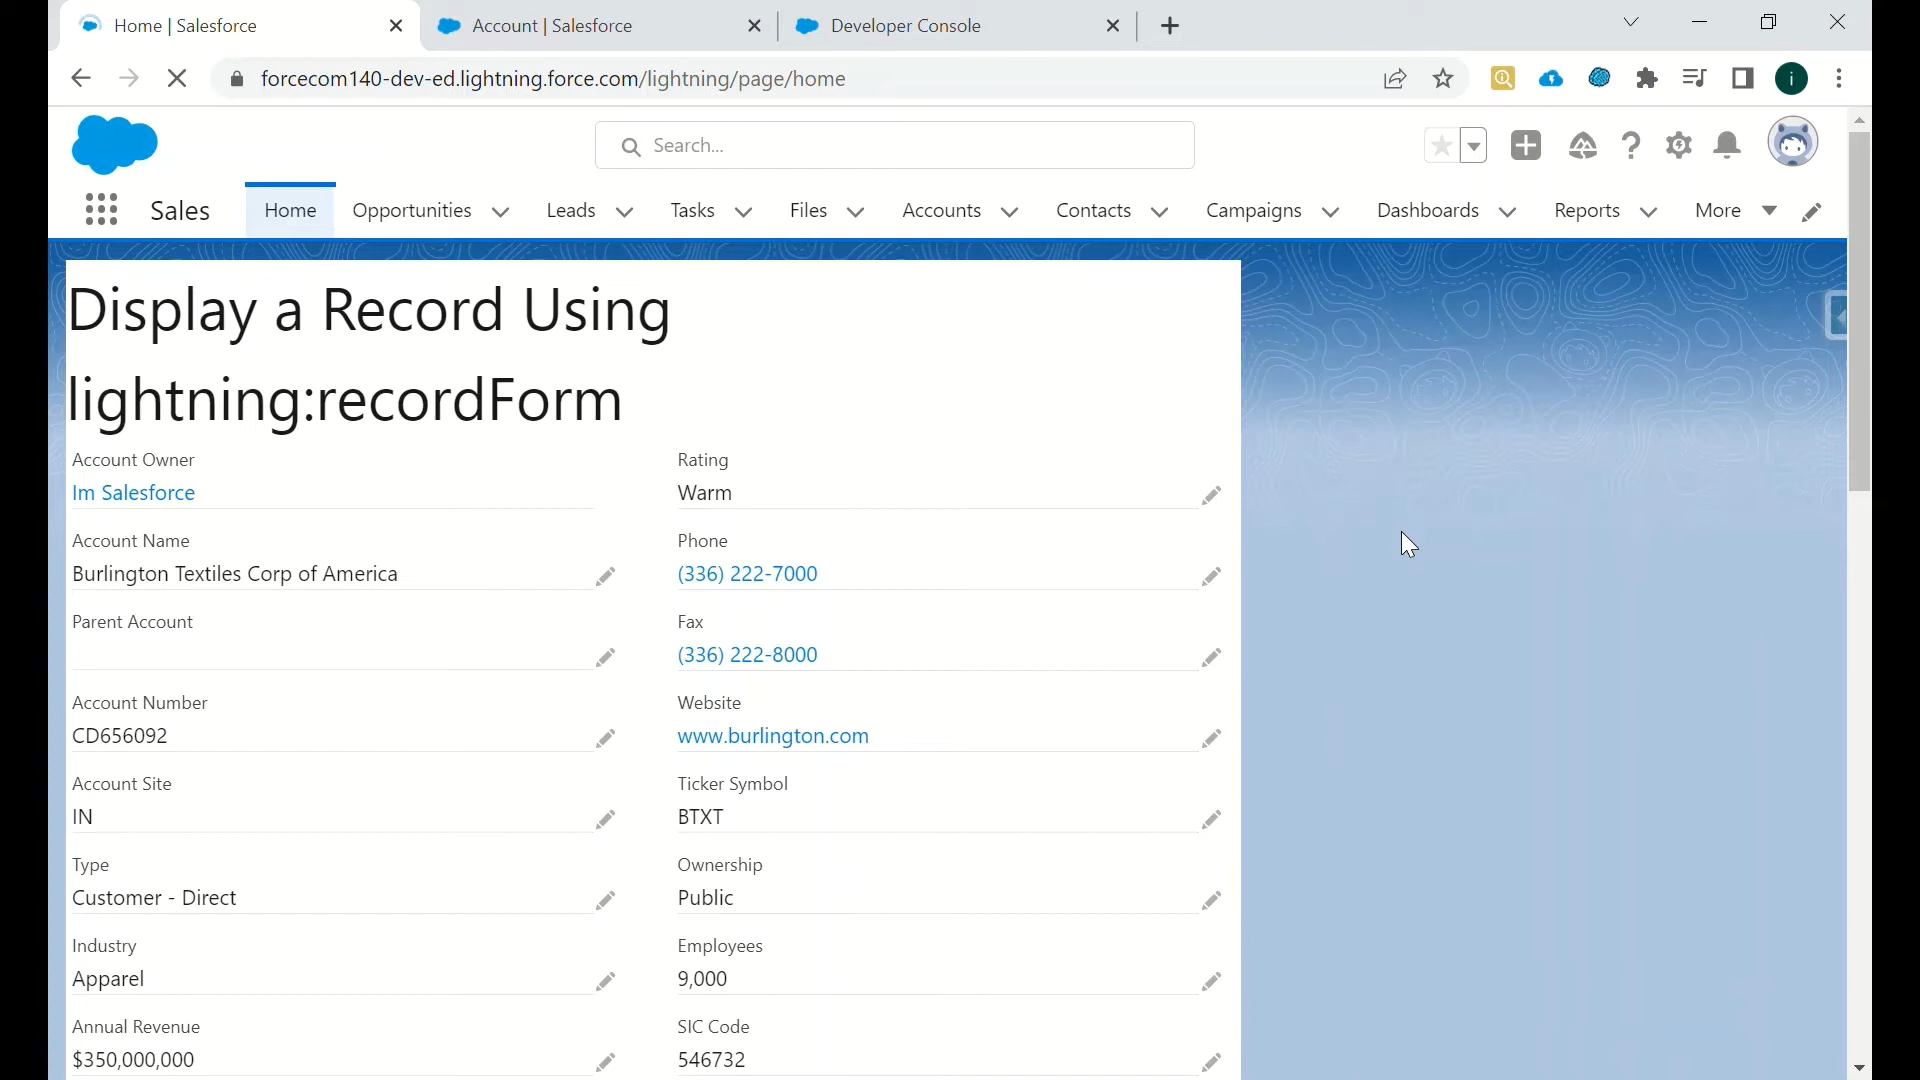 Home | Salesforce
Account | Salesforce
Developer Console
forcecom140-dev-ed.lightning.force.com/lightning/page/home
i
Search...
Sales
Home
Opportunities
Leads
Tasks
Files
Accounts
Contacts
Campaigns
Dashboards
Reports
More
Display a Record Using
lightning:recordForm
Account Owner
Im Salesforce
Rating
Warm
Account Name
Burlington Textiles Corp of America
Phone
(336) 222-7000
Parent Account
Fax
(336) 222-8000
Account Number
CD656092
Website
www.burlington.com
Account Site
IN
Ticker Symbol
BTXT
Type
Customer - Direct
Ownership
Public
Industry
Apparel
Employees
9,000
Annual Revenue
$350,000,000
SIC Code
546732